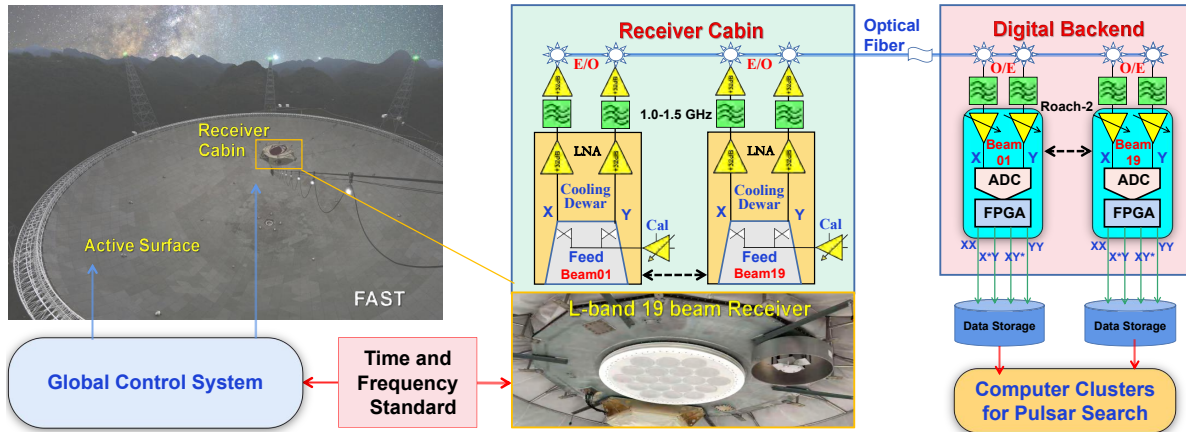 Receiver
Cabin
Active Surface
FAST
Global Control System
Time and
Frequency
Standard
Receiver Cabin
E/O
E/O
1.0-1.5 GHz
LNA
LNA
Cooling
Dewar
Cooling
Dewar
X
Y
X
Y
Cal
Cal
Feed
Feed
Beam01
Beam19
L-band 19 beam Receiver
Optical
Fiber
Digital Backend
O/E
O/E
Roach-2
Beam
01
Beam
19
X
Y
X
Y
ADC
ADC
FPGA
FPGA
XX
YY
XX
YY
X*Y
XY*
X*Y
XY*
Data Storage
Data Storage
Computer Clusters
for Pulsar Search